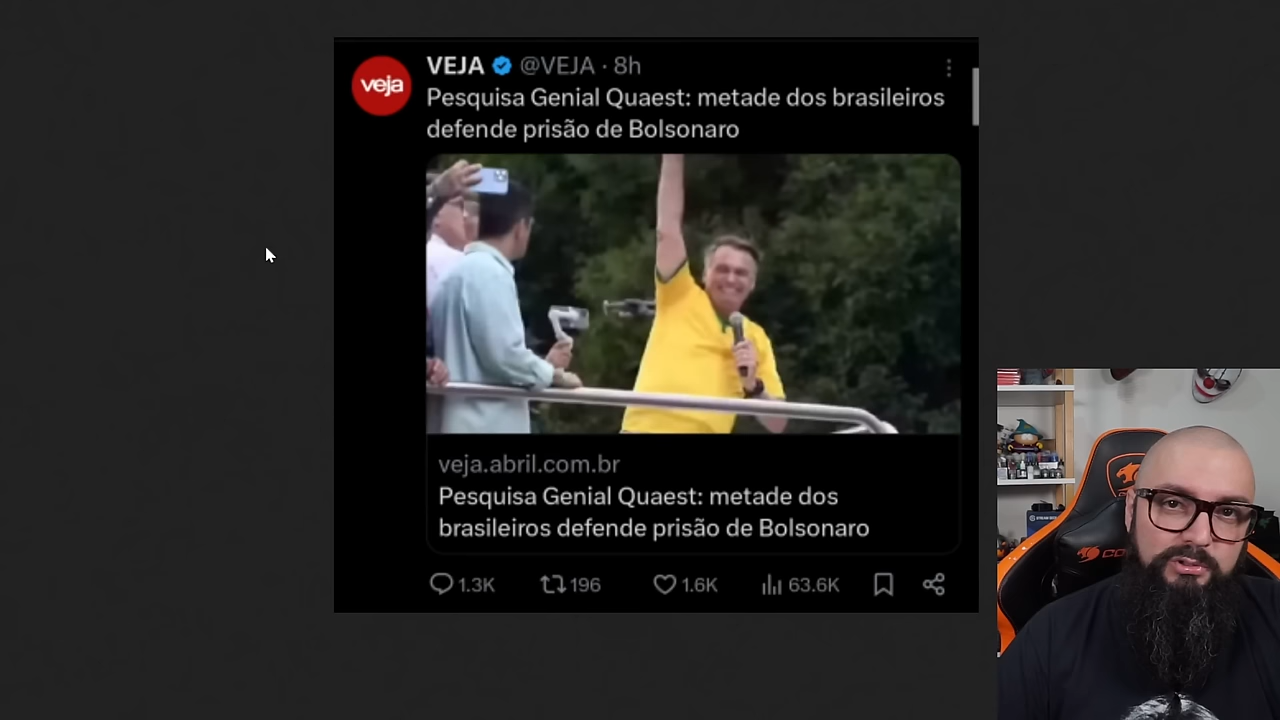 veja
VEJA @VEJA · 8h
Pesquisa Genial Quaest: metade dos brasileiros
defende prisão de Bolsonaro
veja.abril.com.br
Pesquisa Genial Quaest: metade dos
brasileiros defende prisão de Bolsonaro
1.3K 196 1.6K 63.6K